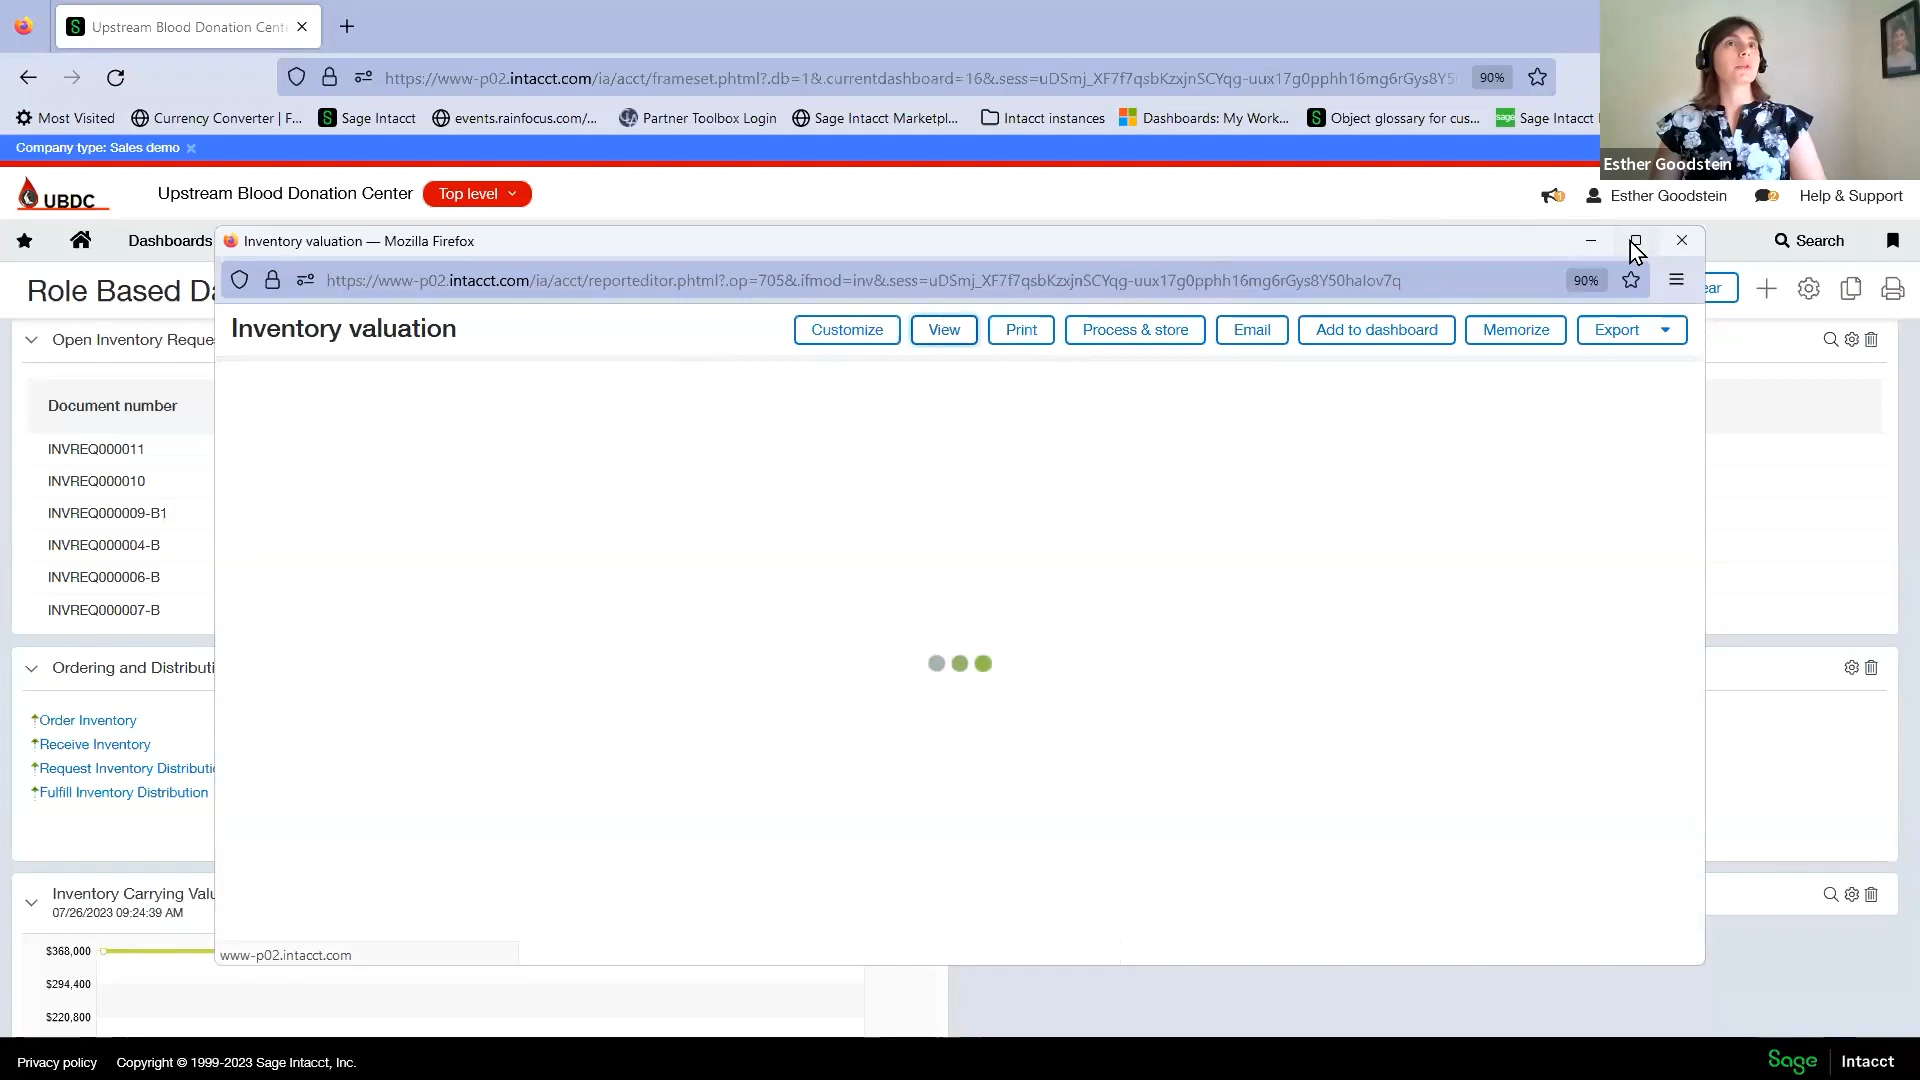 Upstream Blood Donation Cent
https://www-p02.intacct.com/ia/acct/frameset.phtml?.db=1&.currentdashboard=16&.sess=uDSmj_XF7f7qsbKzxjnSCYqg-uux17g0pphh16mg6rGys8Y5
90%
Most Visited
Currency Converter | F...
Sage Intacct
events.rainfocus.com/...
Partner Toolbox Login
Sage Intacct Marketpl...
Intacct instances
Dashboards: My Work...
Object glossary for cus...
Sage Intacct
Company type: Sales demo
Esther Goodstein
UBDC
Upstream Blood Donation Center
Top level
Esther Goodstein
Help & Support
Dashboards
Search
Inventory valuation — Mozilla Firefox
https://www-p02.intacct.com/ia/acct/reporteditor.phtml?.op=705&.ifmod=inv&.sess=uDSmj_XF7f7qsbKzxjnSCYqg-uux17g0pphh16mg6rGys8Y50haIov7q
90%
Role Based Da
ear
Inventory valuation
Customize
View
Print
Process & store
Email
Add to dashboard
Memorize
Export
Open Inventory Reque
Document number
INVREQ000011
INVREQ000010
INVREQ000009-B1
INVREQ000004-B
INVREQ000006-B
INVREQ000007-B
Ordering and Distributi
Order Inventory
Receive Inventory
Request Inventory Distributi
Fulfill Inventory Distribution
Inventory Carrying Valu
07/26/2023 09:24:39 AM
$368,000
$294,400
$220,800
www-p02.intacct.com
Privacy policy
Copyright © 1999-2023 Sage Intacct, Inc.
Sage
Intacct